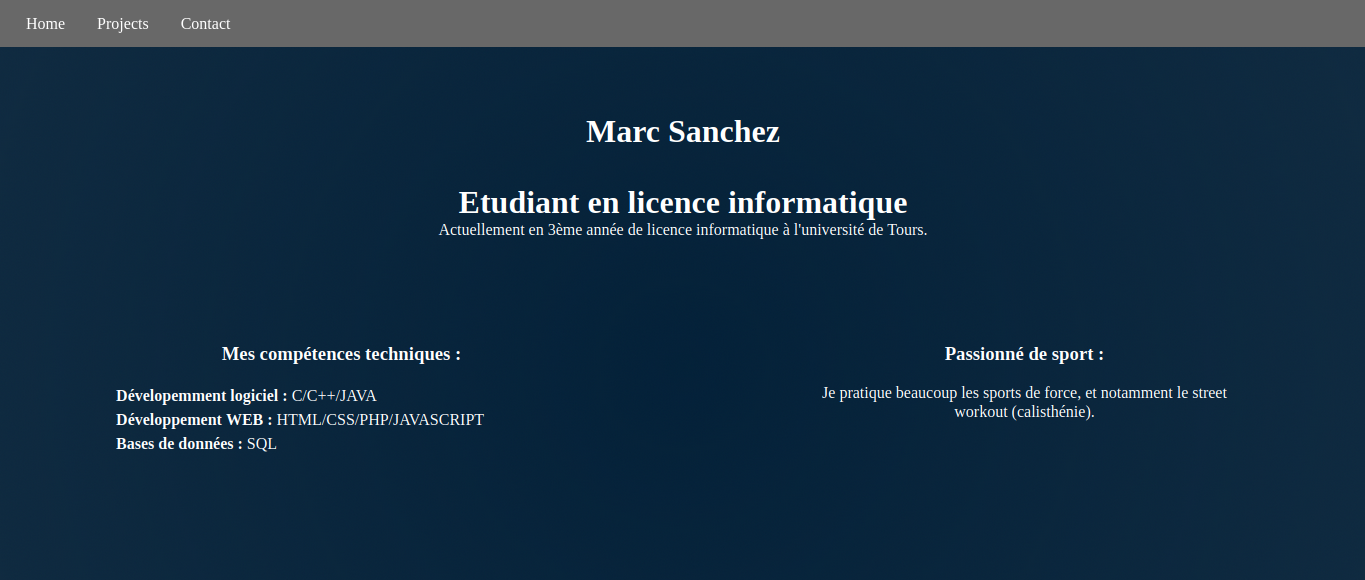 Home Projects Contact
Marc Sanchez
Etudiant en licence informatique
Actuellement en 3ème année de licence informatique à l'université de Tours.
Mes compétences techniques :
Dévelopemment logiciel : C/C++/JAVA
Développement WEB : HTML/CSS/PHP/JAVASCRIPT
Bases de données : SQL
Passionné de sport :
Je pratique beaucoup les sports de force, et notamment le street
workout (calisthénie).